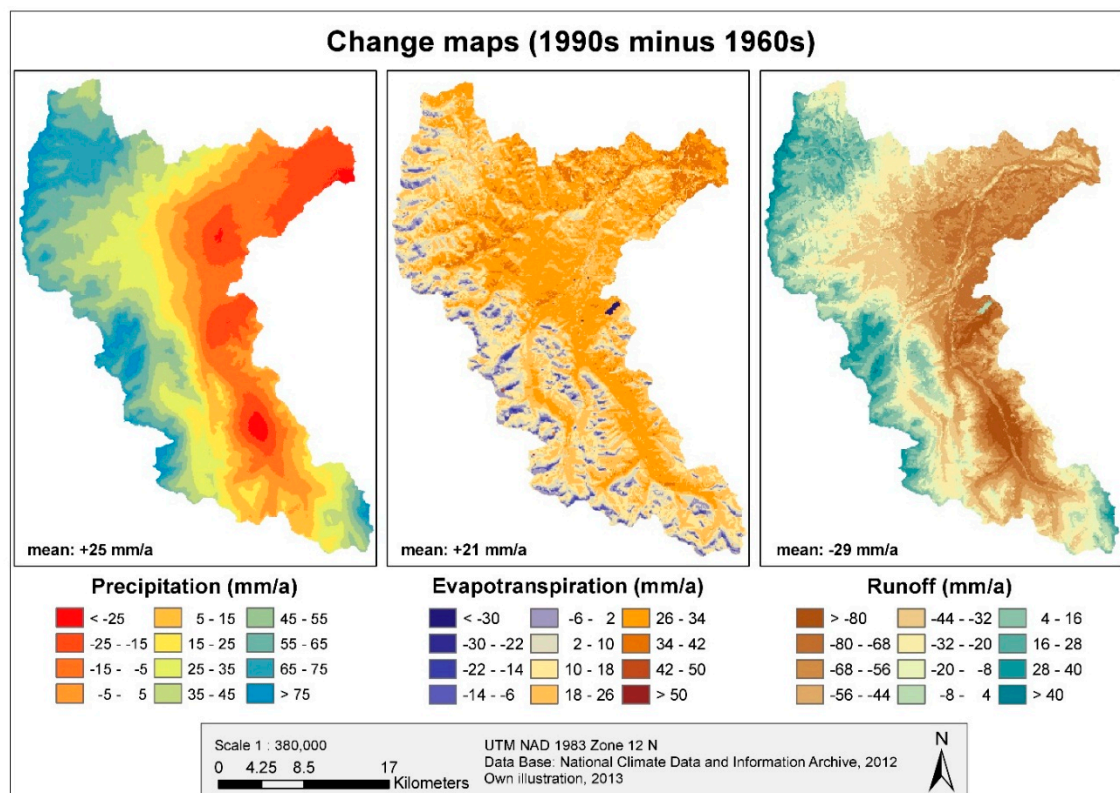 Change maps (1990s minus 1960s)
mean: +25 mm/a
mean: +21 mm/a
mean: -29 mm/a
Precipitation (mm/a)
< -25
-25 - -15
-15 - -5
-5 - 5
5 - 15
15 - 25
25 - 35
35 - 45
45 - 55
55 - 65
65 - 75
> 75
Evapotranspiration (mm/a)
< -30
-30 - -22
-22 - -14
-14 - -6
-6 - 2
2 - 10
10 - 18
18 - 26
26 - 34
34 - 42
42 - 50
> 50
Runoff (mm/a)
> -80
-80 - -68
-68 - -56
-56 - -44
-44 - -32
-32 - -20
-20 - -8
-8 - 4
4 - 16
16 - 28
28 - 40
> 40
Scale 1 : 380,000
0 4.25 8.5 17
Kilometers
UTM NAD 1983 Zone 12 N
Data Base: National Climate Data and Information Archive, 2012
Own illustration, 2013
N